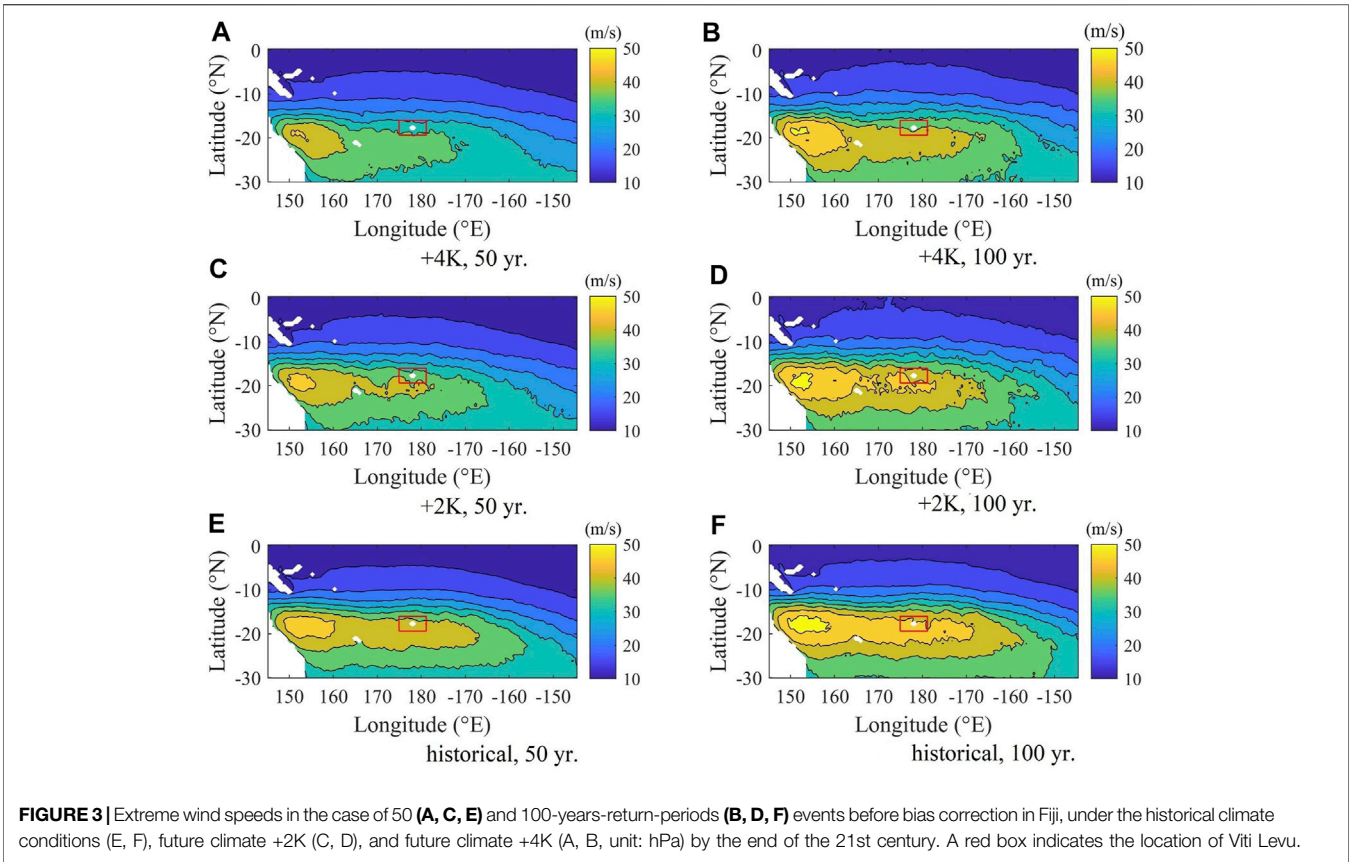 A
B
(m/s)
(m/s)
0
-10
-20
-30
Latitude (°N)
150 160 170 180 -170 -160 -150
Longitude (°E)
50
40
30
20
10
0
-10
-20
-30
Latitude (°N)
150 160 170 180 -170 -160 -150
Longitude (°E)
50
40
30
20
10
+4K, 50 yr.
+4K, 100 yr.
C
D
(m/s)
(m/s)
0
-10
-20
-30
Latitude (°N)
150 160 170 180 -170 -160 -150
Longitude (°E)
50
40
30
20
10
0
-10
-20
-30
Latitude (°N)
150 160 170 180 -170 -160 -150
Longitude (°E)
50
40
30
20
10
+2K, 50 yr.
+2K, 100 yr.
E
F
(m/s)
(m/s)
0
-10
-20
-30
Latitude (°N)
150 160 170 180 -170 -160 -150
Longitude (°E)
50
40
30
20
10
0
-10
-20
-30
Latitude (°N)
150 160 170 180 -170 -160 -150
Longitude (°E)
50
40
30
20
10
historical, 50 yr.
historical, 100 yr.
FIGURE 3 | Extreme wind speeds in the case of 50 (A, C, E) and 100-years-return-periods (B, D, F) events before bias correction in Fiji, under the historical climate
conditions (E, F), future climate +2K (C, D), and future climate +4K (A, B, unit: hPa) by the end of the 21st century. A red box indicates the location of Viti Levu.